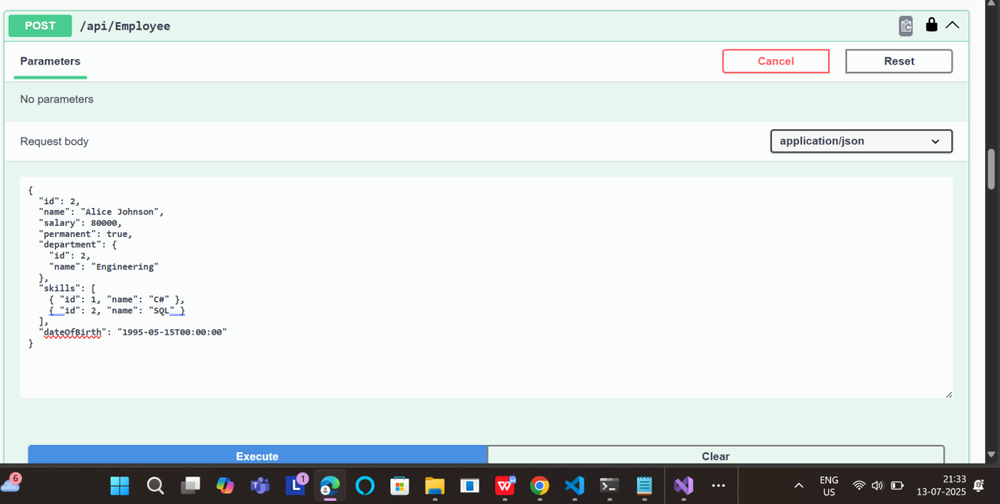 POST /api/Employee
Parameters
Cancel
Reset
No parameters
Request body
application/json
{
  "id": 2,
  "name": "Alice Johnson",
  "salary": 80000,
  "permanent": true,
  "department": {
    "id": 2,
    "name": "Engineering"
  },
  "skills": [
    { "id": 1, "name": "C#" },
    { "id": 2, "name": "SQL" }
  ],
  "dateOfBirth": "1995-05-15T00:00:00"
}
Execute
Clear
6
1
L
W
ENG
US
21:33
13-07-2025